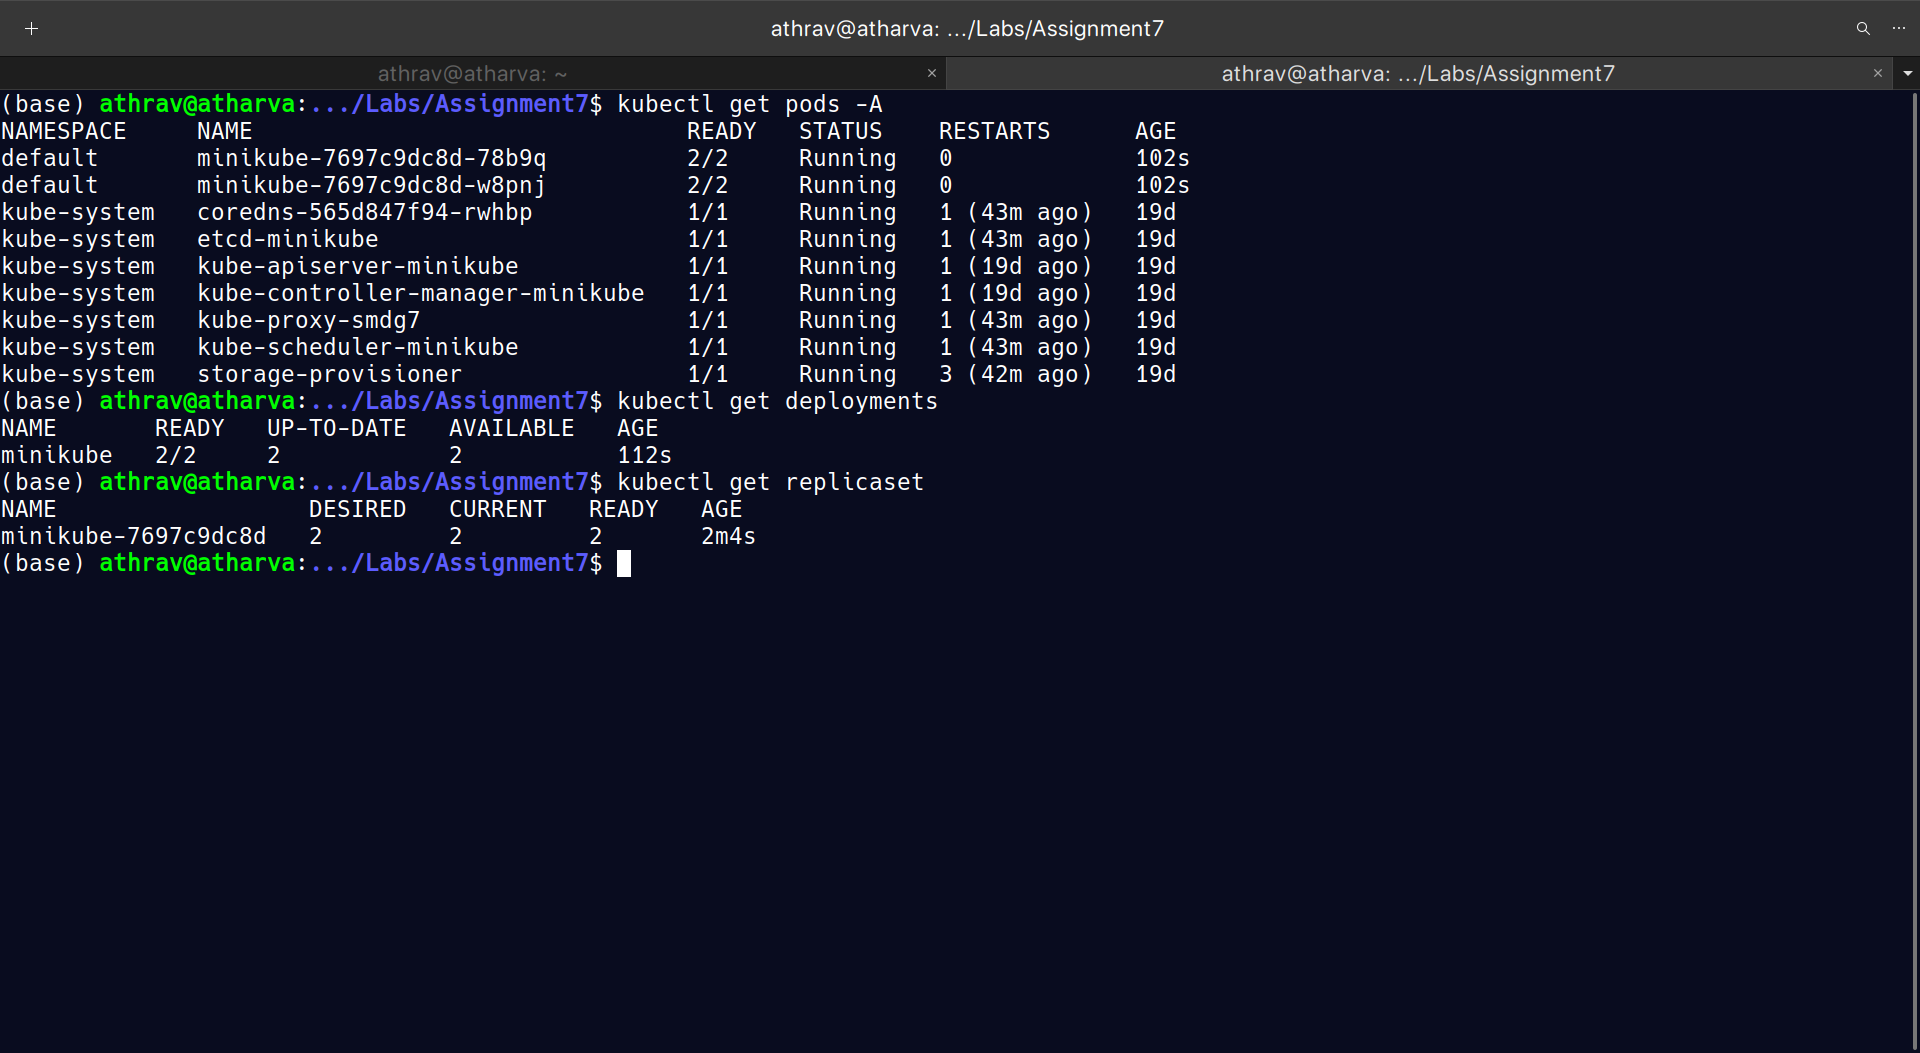 athrav@atharva: .../Labs/Assignment7
athrav@atharva: ~ × athrav@atharva: .../Labs/Assignment7 ×
(base) athrav@atharva:.../Labs/Assignment7$ kubectl get pods -A
NAMESPACE NAME READY STATUS RESTARTS AGE
default minikube-7697c9dc8d-78b9q 2/2 Running 0 102s
default minikube-7697c9dc8d-w8pnj 2/2 Running 0 102s
kube-system coredns-565d847f94-rwhbp 1/1 Running 1 (43m ago) 19d
kube-system etcd-minikube 1/1 Running 1 (43m ago) 19d
kube-system kube-apiserver-minikube 1/1 Running 1 (19d ago) 19d
kube-system kube-controller-manager-minikube 1/1 Running 1 (19d ago) 19d
kube-system kube-proxy-smdg7 1/1 Running 1 (43m ago) 19d
kube-system kube-scheduler-minikube 1/1 Running 1 (43m ago) 19d
kube-system storage-provisioner 1/1 Running 3 (42m ago) 19d
(base) athrav@atharva:.../Labs/Assignment7$ kubectl get deployments
NAME READY UP-TO-DATE AVAILABLE AGE
minikube 2/2 2 2 112s
(base) athrav@atharva:.../Labs/Assignment7$ kubectl get replicaset
NAME DESIRED CURRENT READY AGE
minikube-7697c9dc8d 2 2 2 2m4s
(base) athrav@atharva:.../Labs/Assignment7$